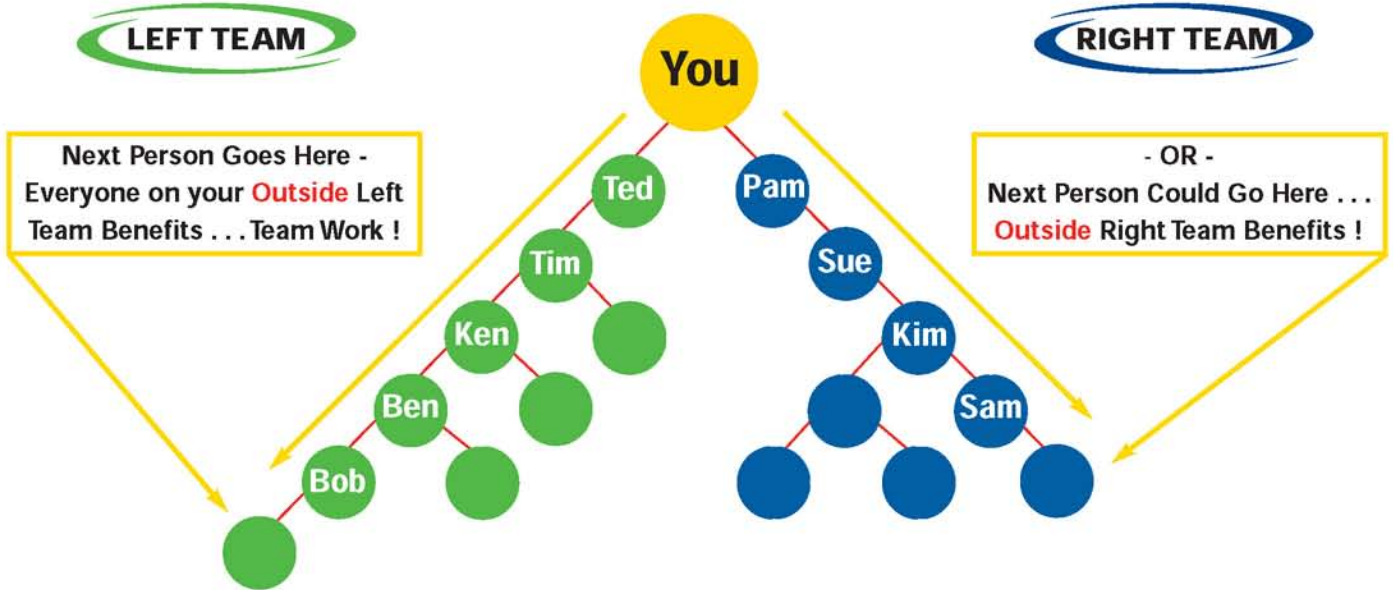 LEFT TEAM
You
RIGHT TEAM
Next Person Goes Here -
Everyone on your Outside Left
Team Benefits . . . Team Work !
- OR -
Next Person Could Go Here . . .
Outside Right Team Benefits !
Ted
Pam
Tim
Sue
Ken
Kim
Ben
Sam
Bob